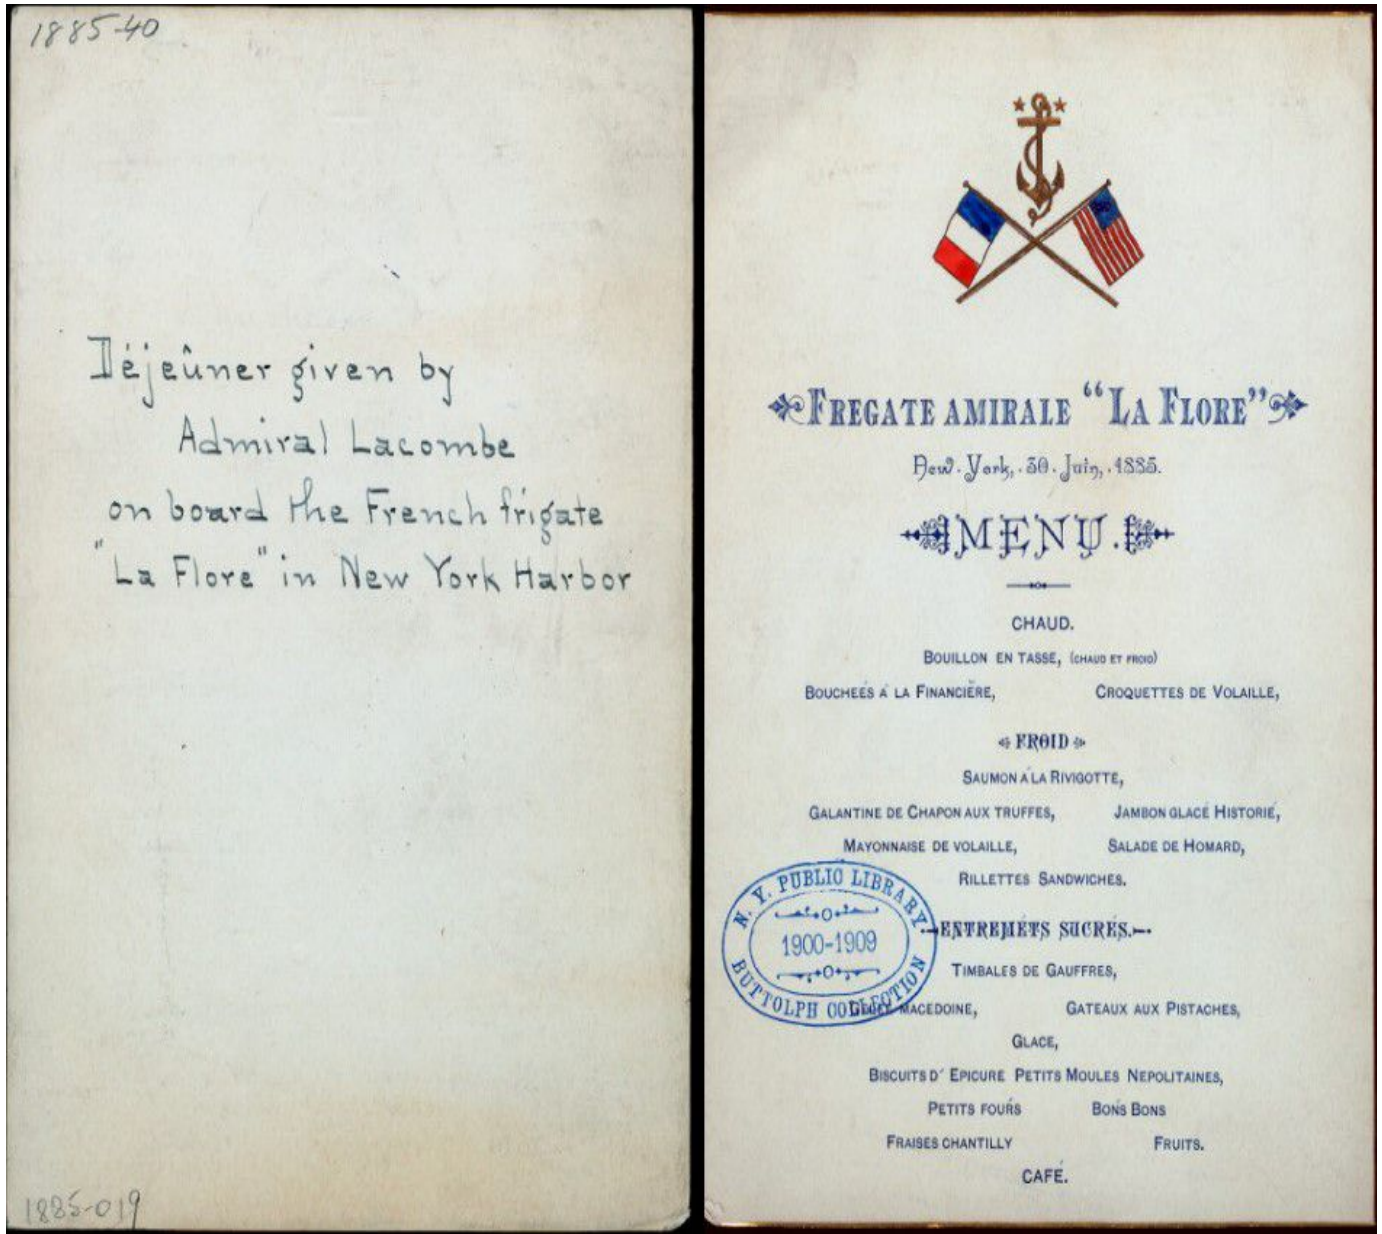 1885-40
Déjeûner given by
Admiral Lacombe
on board the French frigate
"La Flore" in New York Harbor
1885-019
FREGATE AMIRALE “LA FLORE”
New-York, 30 Juin, 1885.
MENU.
CHAUD.
BOUILLON EN TASSE, (CHAUD ET FROID)
BOUCHEÉS A LA FINANCIÈRE, CROQUETTES DE VOLAILLE,
FROID
SAUMON A LA RIVIGOTTE,
GALANTINE DE CHAPON AUX TRUFFES, JAMBON GLACÉ HISTORIÉ,
MAYONNAISE DE VOLAILLE, SALADE DE HOMARD,
RILLETTES SANDWICHES.
ENTREMÉTS SUCRÉS.
TIMBALES DE GAUFFRES,
MACEDOINE, GATEAUX AUX PISTACHES,
GLACE,
BISCUITS D' EPICURE PETITS MOULES NEPOLITAINES,
PETITS FOURS BONS BONS
FRAISES CHANTILLY FRUITS.
CAFÉ.
N. Y. PUBLIC LIBRARY
1900-1909
BUTTOLPH COLLECTION